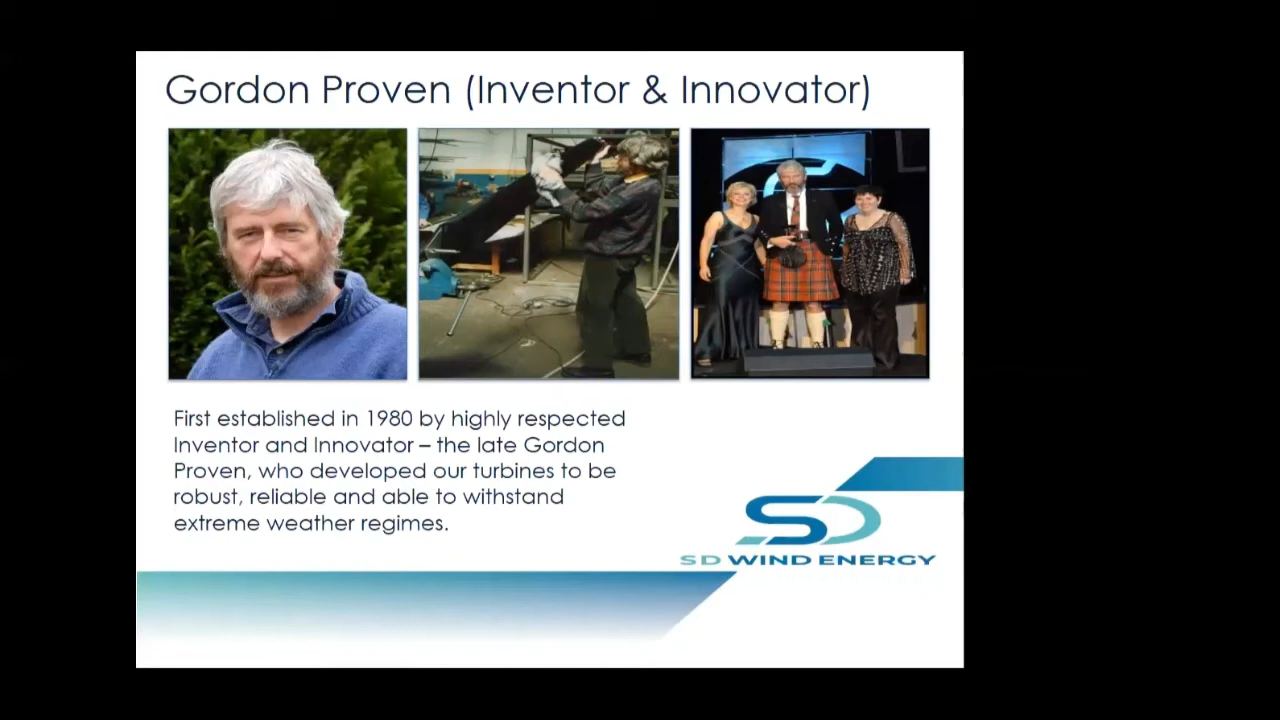 Gordon Proven (Inventor & Innovator)
First established in 1980 by highly respected
Inventor and Innovator – the late Gordon
Proven, who developed our turbines to be
robust, reliable and able to withstand
extreme weather regimes.
SD
SD WIND ENERGY